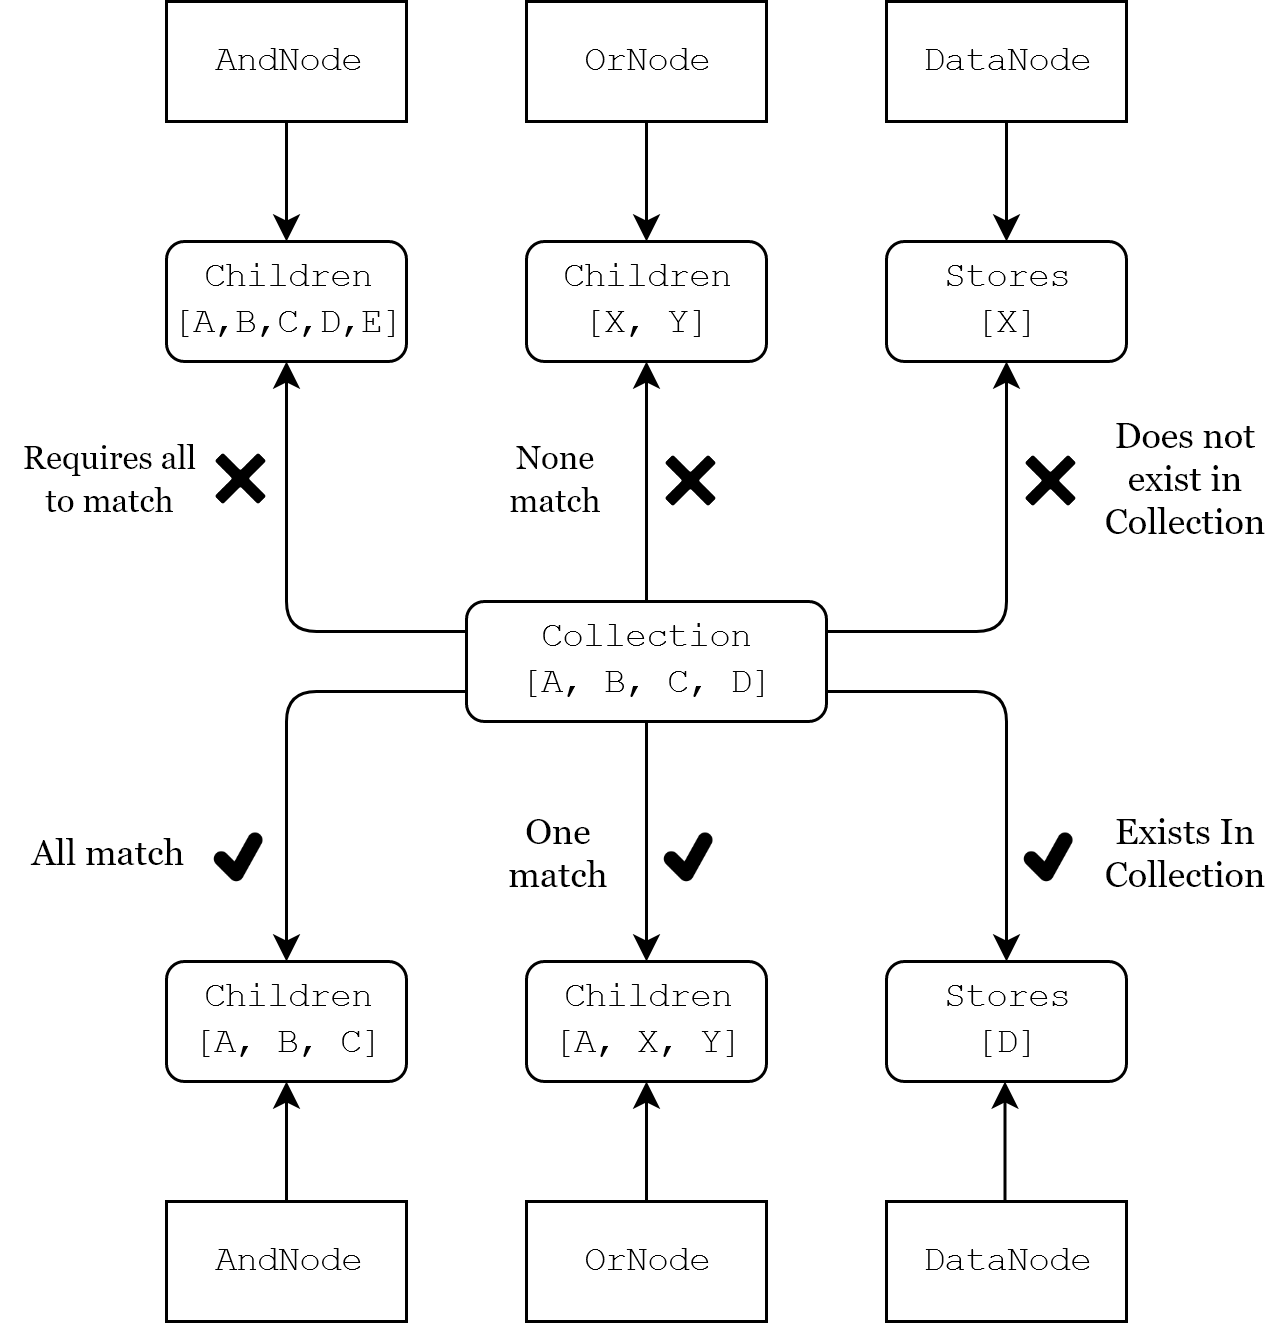 AndNode
OrNode
DataNode
Children
[A,B,C,D,E]
Children
[X, Y]
Stores
[X]
Requires all
to match
None
match
Does not
exist in
Collection
Collection
[A, B, C, D]
All match
One
match
Exists In
Collection
Children
[A, B, C]
Children
[A, X, Y]
Stores
[D]
AndNode
OrNode
DataNode